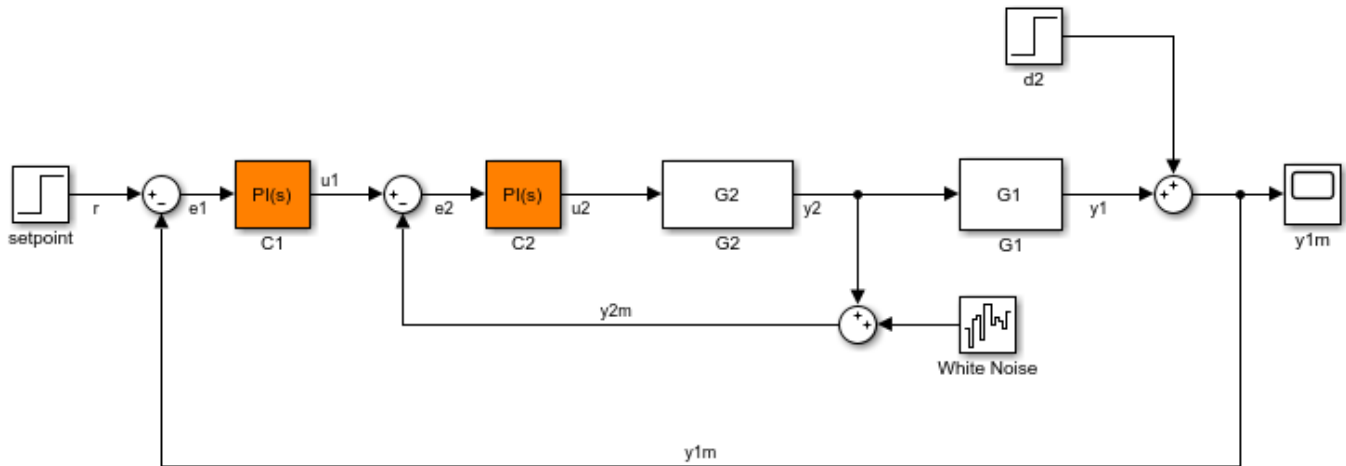 d2
setpoint
r
e1
PI(s)
C1
u1
e2
PI(s)
C2
u2
G2
G2
y2
G1
G1
y1
y1m
y2m
White Noise
y1m